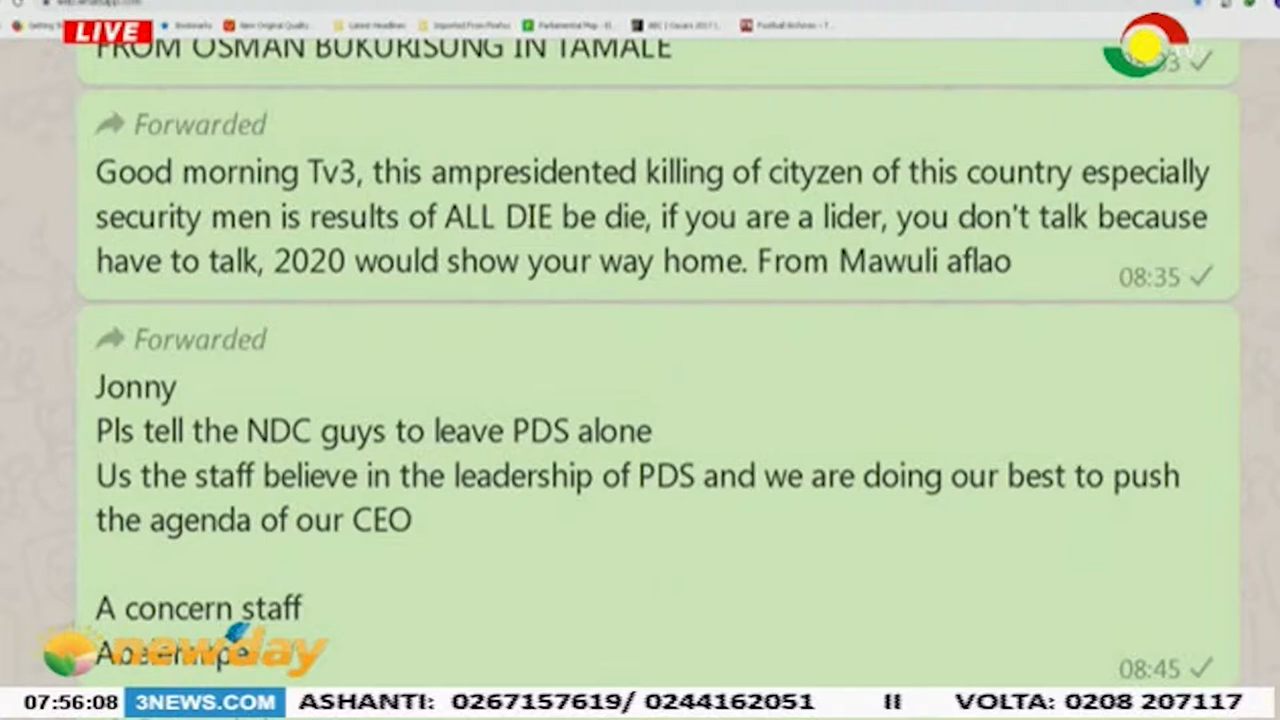 LIVE
FROM OSMAN BUKURISUNG IN TAMALE
Forwarded
Good morning Tv3, this ampresidented killing of cityzen of this country especially
security men is results of ALL DIE be die, if you are a lider, you don't talk because
have to talk, 2020 would show your way home. From Mawuli aflao
08:35
Forwarded
Jonny
Pls tell the NDC guys to leave PDS alone
Us the staff believe in the leadership of PDS and we are doing our best to push
the agenda of our CEO
A concern staff
newday
08:45
07:56:08 3NEWS.COM ASHANTI: 0267157619/ 0244162051 II VOLTA: 0208 207117